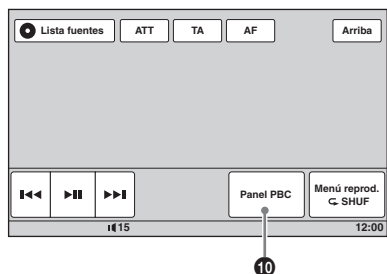 Lista fuentes ATT TA AF Arriba
Panel PBC
Menú reprod.
SHUF
15 12:00
10